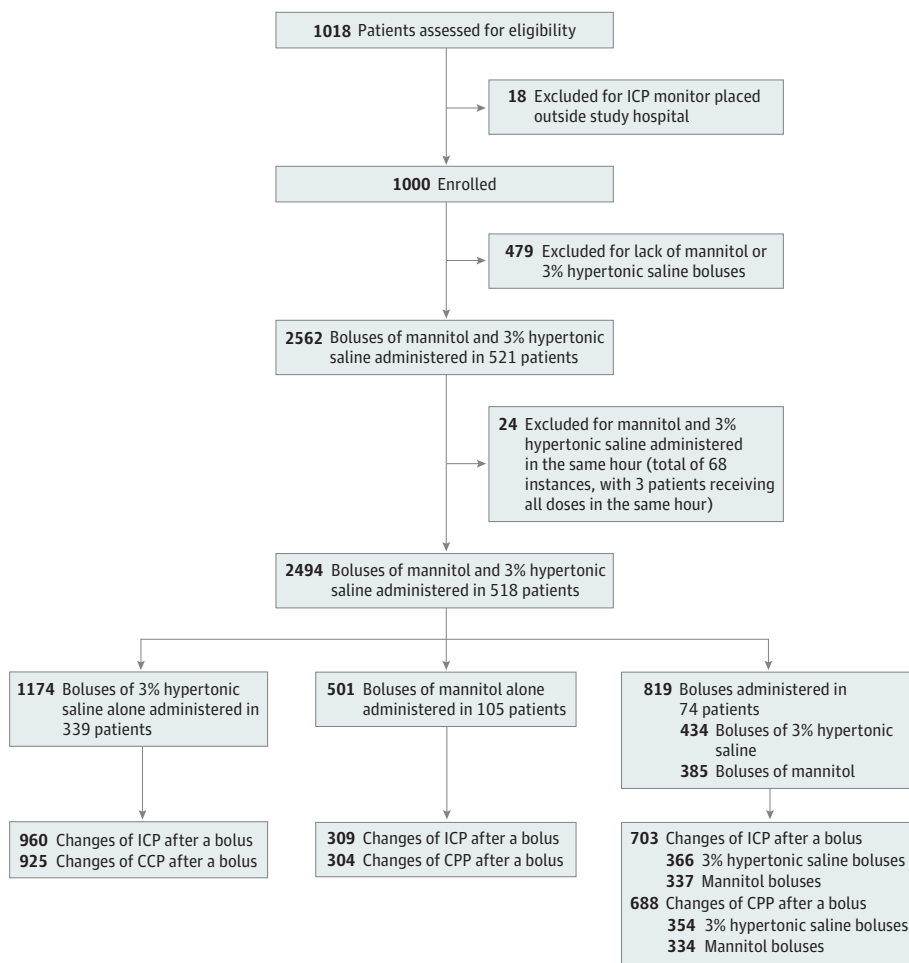 1018 Patients assessed for eligibility
18 Excluded for ICP monitor placed
outside study hospital
1000 Enrolled
479 Excluded for lack of mannitol or
3% hypertonic saline boluses
2562 Boluses of mannitol and 3% hypertonic
saline administered in 521 patients
24 Excluded for mannitol and 3%
hypertonic saline administered
in the same hour (total of 68
instances, with 3 patients receiving
all doses in the same hour)
2494 Boluses of mannitol and 3% hypertonic
saline administered in 518 patients
1174 Boluses of 3% hypertonic
saline alone administered in
339 patients
501 Boluses of mannitol alone
administered in 105 patients
819 Boluses administered in
74 patients
434 Boluses of 3% hypertonic
saline
385 Boluses of mannitol
960 Changes of ICP after a bolus
925 Changes of CCP after a bolus
309 Changes of ICP after a bolus
304 Changes of CPP after a bolus
703 Changes of ICP after a bolus
366 3% hypertonic saline boluses
337 Mannitol boluses
688 Changes of CPP after a bolus
354 3% hypertonic saline boluses
334 Mannitol boluses